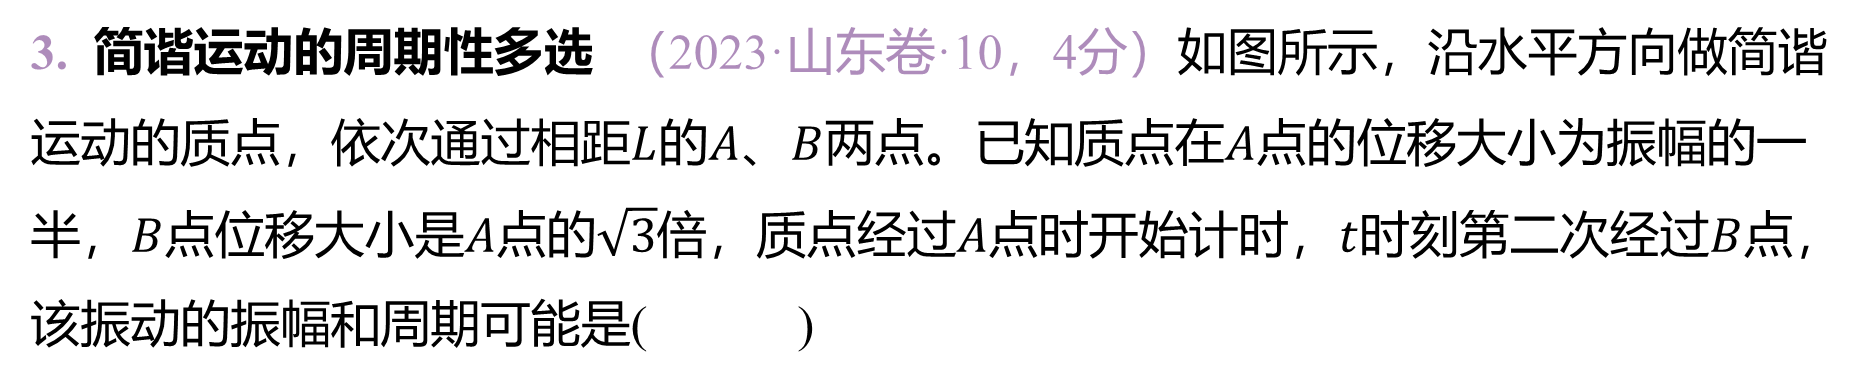 3. 简谐运动的周期性多选 （2023·山东卷·10，4分）如图所示，沿水平方向做简谐
运动的质点，依次通过相距L的A、B两点。已知质点在A点的位移大小为振幅的一
半，B点位移大小是A点的√3倍，质点经过A点时开始计时，t时刻第二次经过B点，
该振动的振幅和周期可能是(　　)